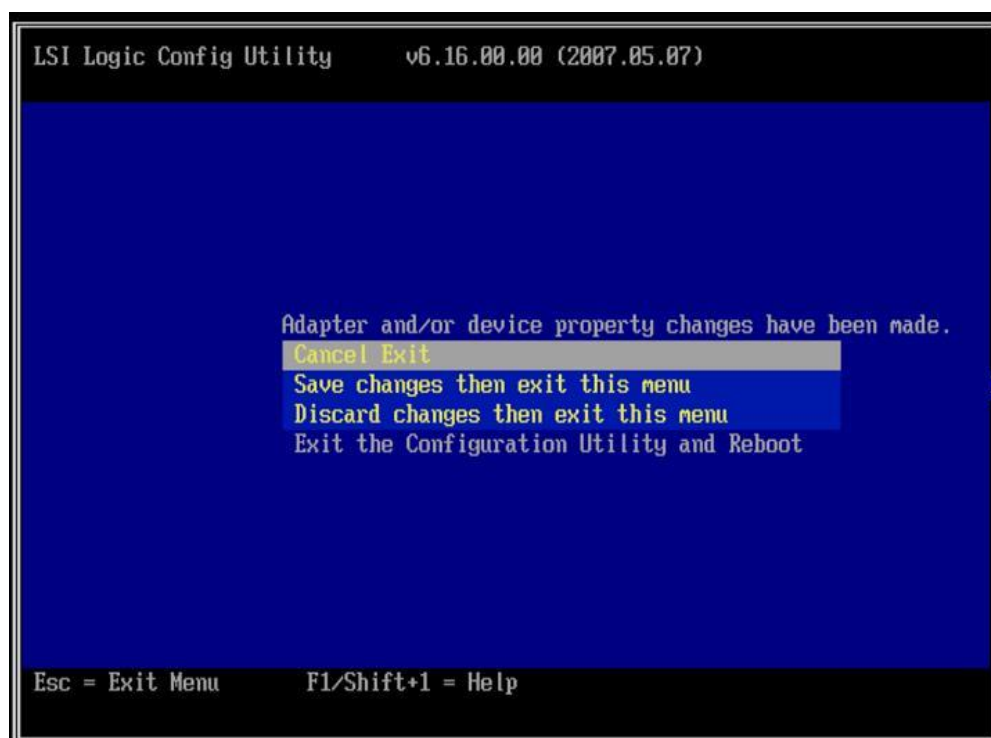 LSI Logic Config Utility v6.16.00.00 (2007.05.07)
Adapter and/or device property changes have been made.
Cancel Exit
Save changes then exit this menu
Discard changes then exit this menu
Exit the Configuration Utility and Reboot
Esc = Exit Menu F1/Shift+1 = Help